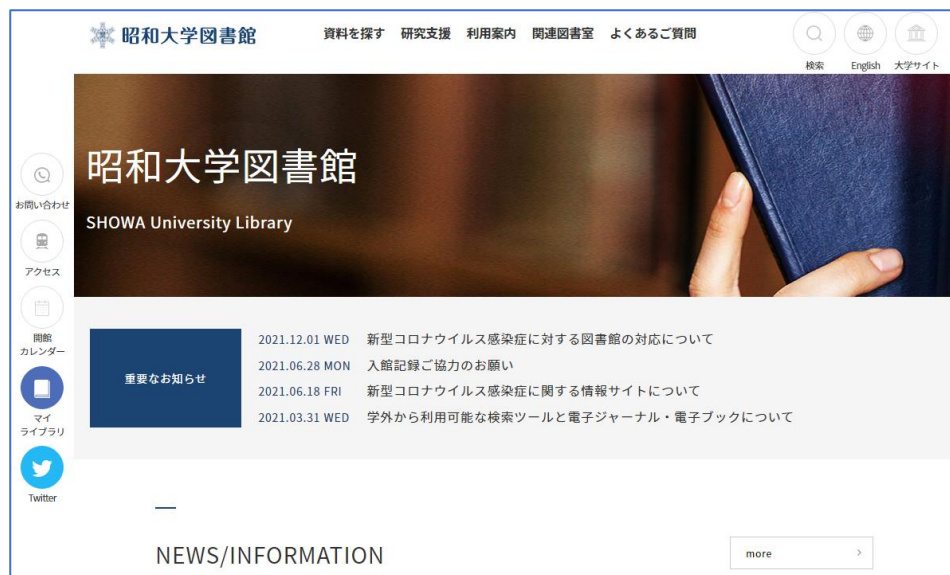 昭和大学図書館
資料を探す 研究支援 利用案内 関連図書室 よくあるご質問
検索 English 大学サイト
昭和大学図書館
SHOWA University Library
お問い合わせ
アクセス
開館
カレンダー
マイ
ライブラリ
Twitter
重要なお知らせ
2021.12.01 WED 新型コロナウイルス感染症に対する図書館の対応について
2021.06.28 MON 入館記録ご協力のお願い
2021.06.18 FRI 新型コロナウイルス感染症に関する情報サイトについて
2021.03.31 WED 学外から利用可能な検索ツールと電子ジャーナル・電子ブックについて
NEWS/INFORMATION
more